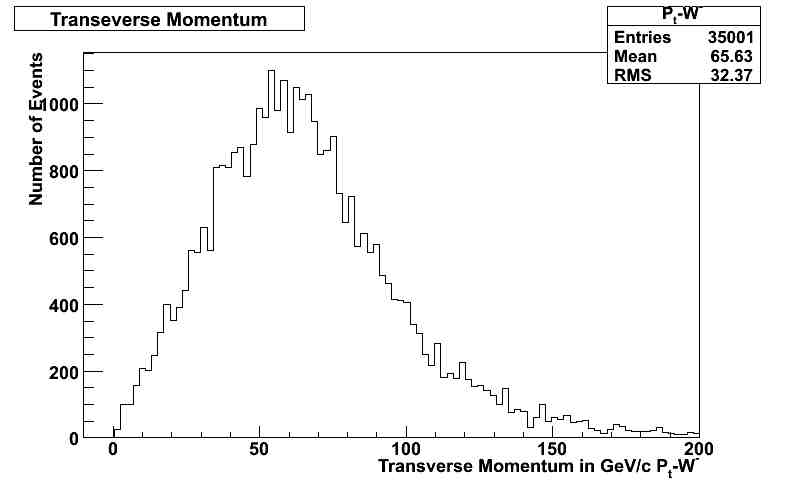 Transeverse Momentum
Pt-W-
Entries 35001
Mean 65.63
RMS 32.37
Number of Events
1000
800
600
400
200
0
0 50 100 150 200
Transverse Momentum in GeV/c Pt-W-